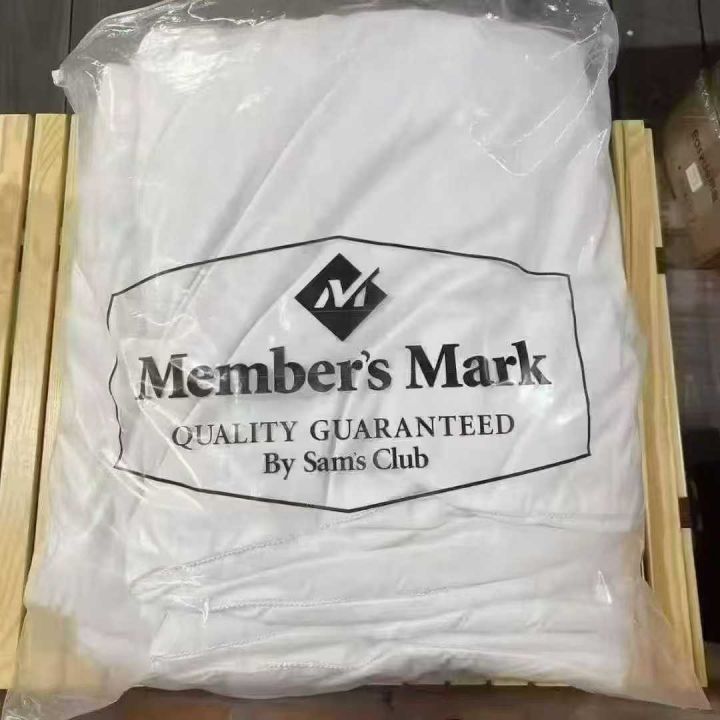 M
Member's Mark
QUALITY GUARANTEED
By Sam's Club